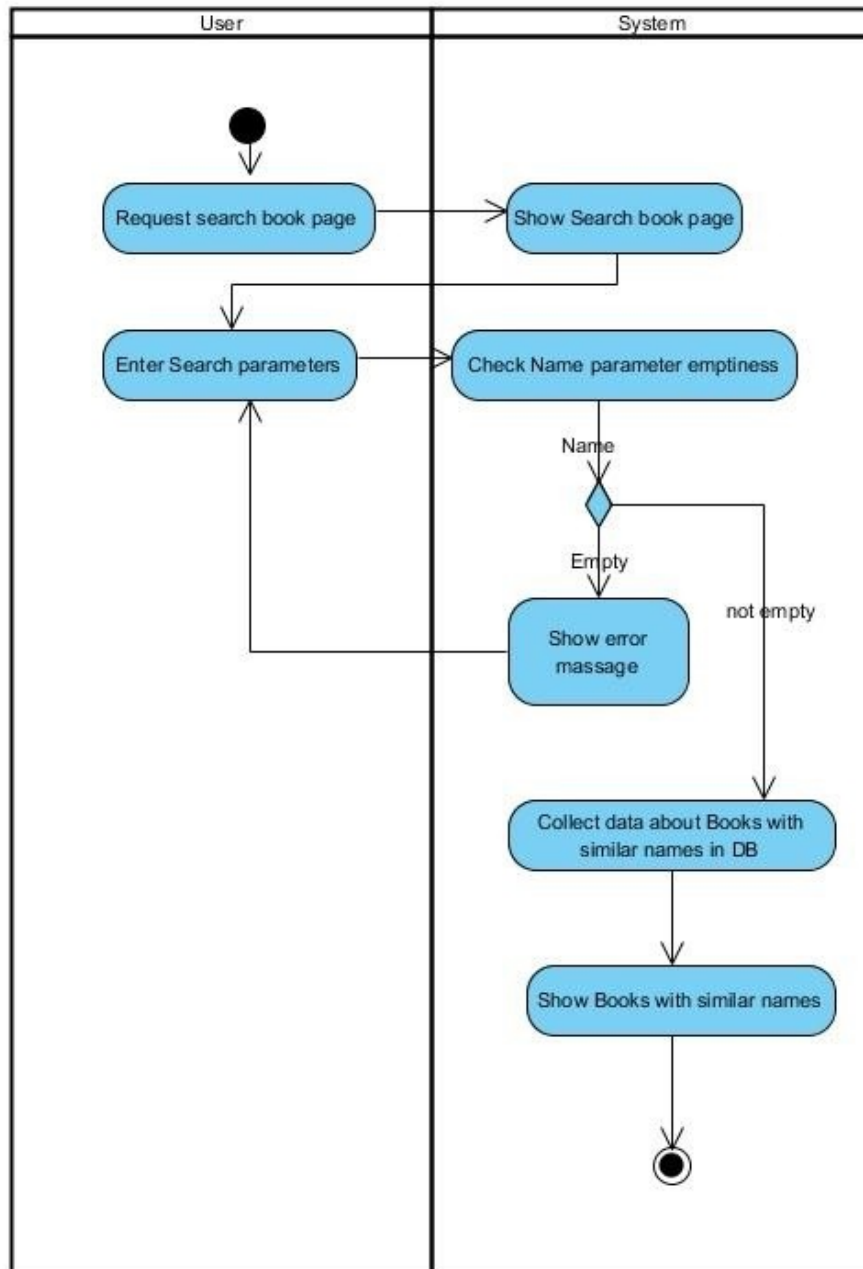 User
System
Request search book page
Show Search book page
Enter Search parameters
Check Name parameter emptiness
Name
Empty
not empty
Show error
massage
Collect data about Books with
similar names in DB
Show Books with similar names